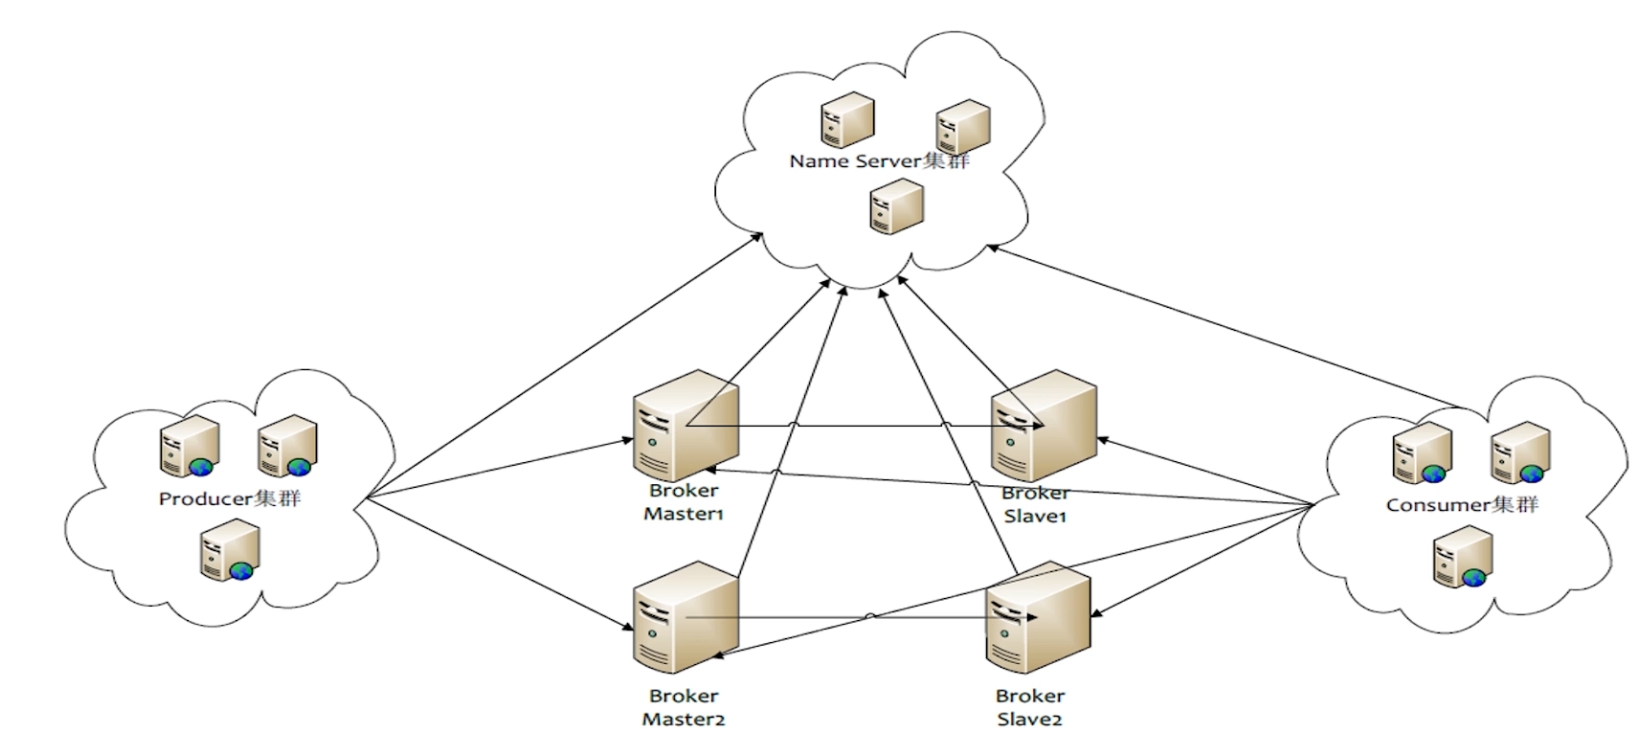 Name Server集群
Producer集群
Broker
Master1
Broker
Slave1
Consumer集群
Broker
Master2
Broker
Slave2